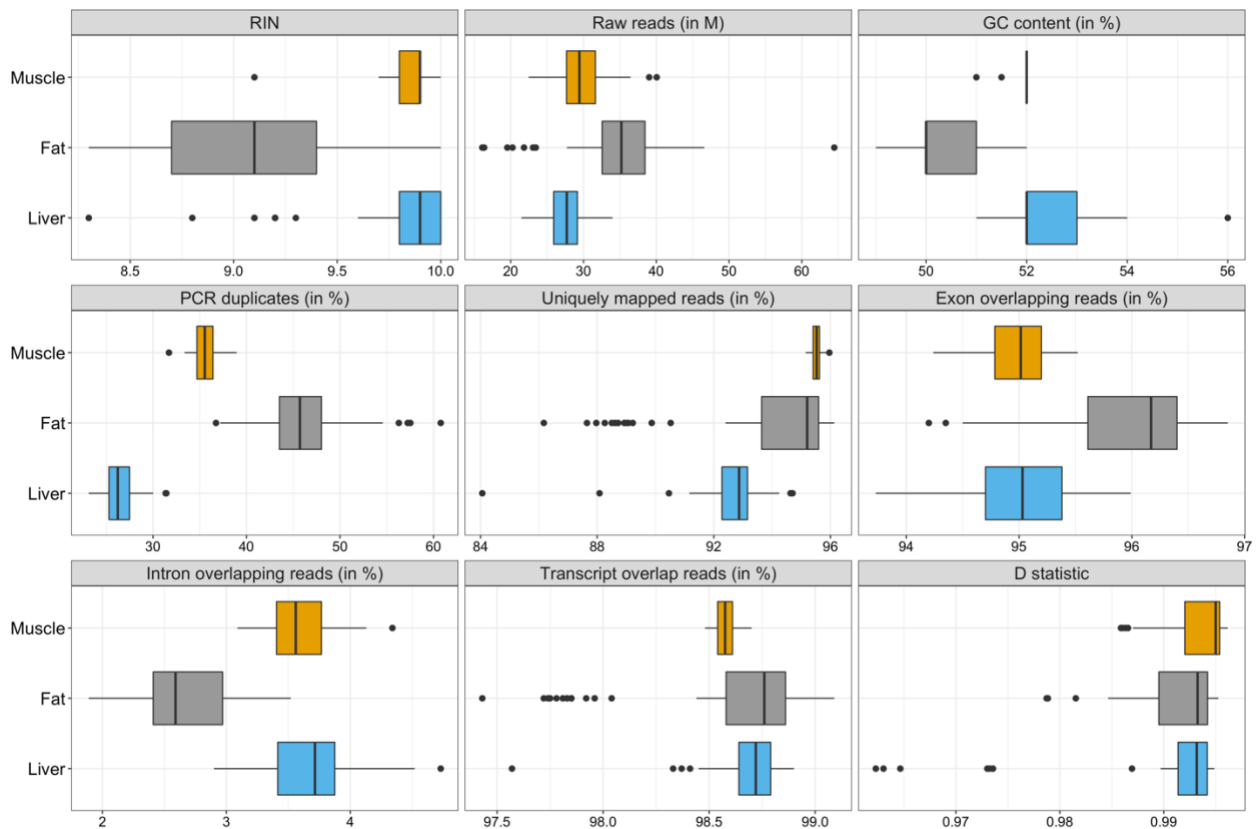 RIN Raw reads (in M) GC content (in %)
Muscle
Fat
Liver
8.5 9.0 9.5 10.0 20 30 40 50 60 50 52 54 56
PCR duplicates (in %) Uniquely mapped reads (in %) Exon overlapping reads (in %)
Muscle
Fat
Liver
30 40 50 60 84 88 92 96 94 95 96 97
Intron overlapping reads (in %) Transcript overlap reads (in %) D statistic
Muscle
Fat
Liver
2 3 4 97.5 98.0 98.5 99.0 0.97 0.98 0.99